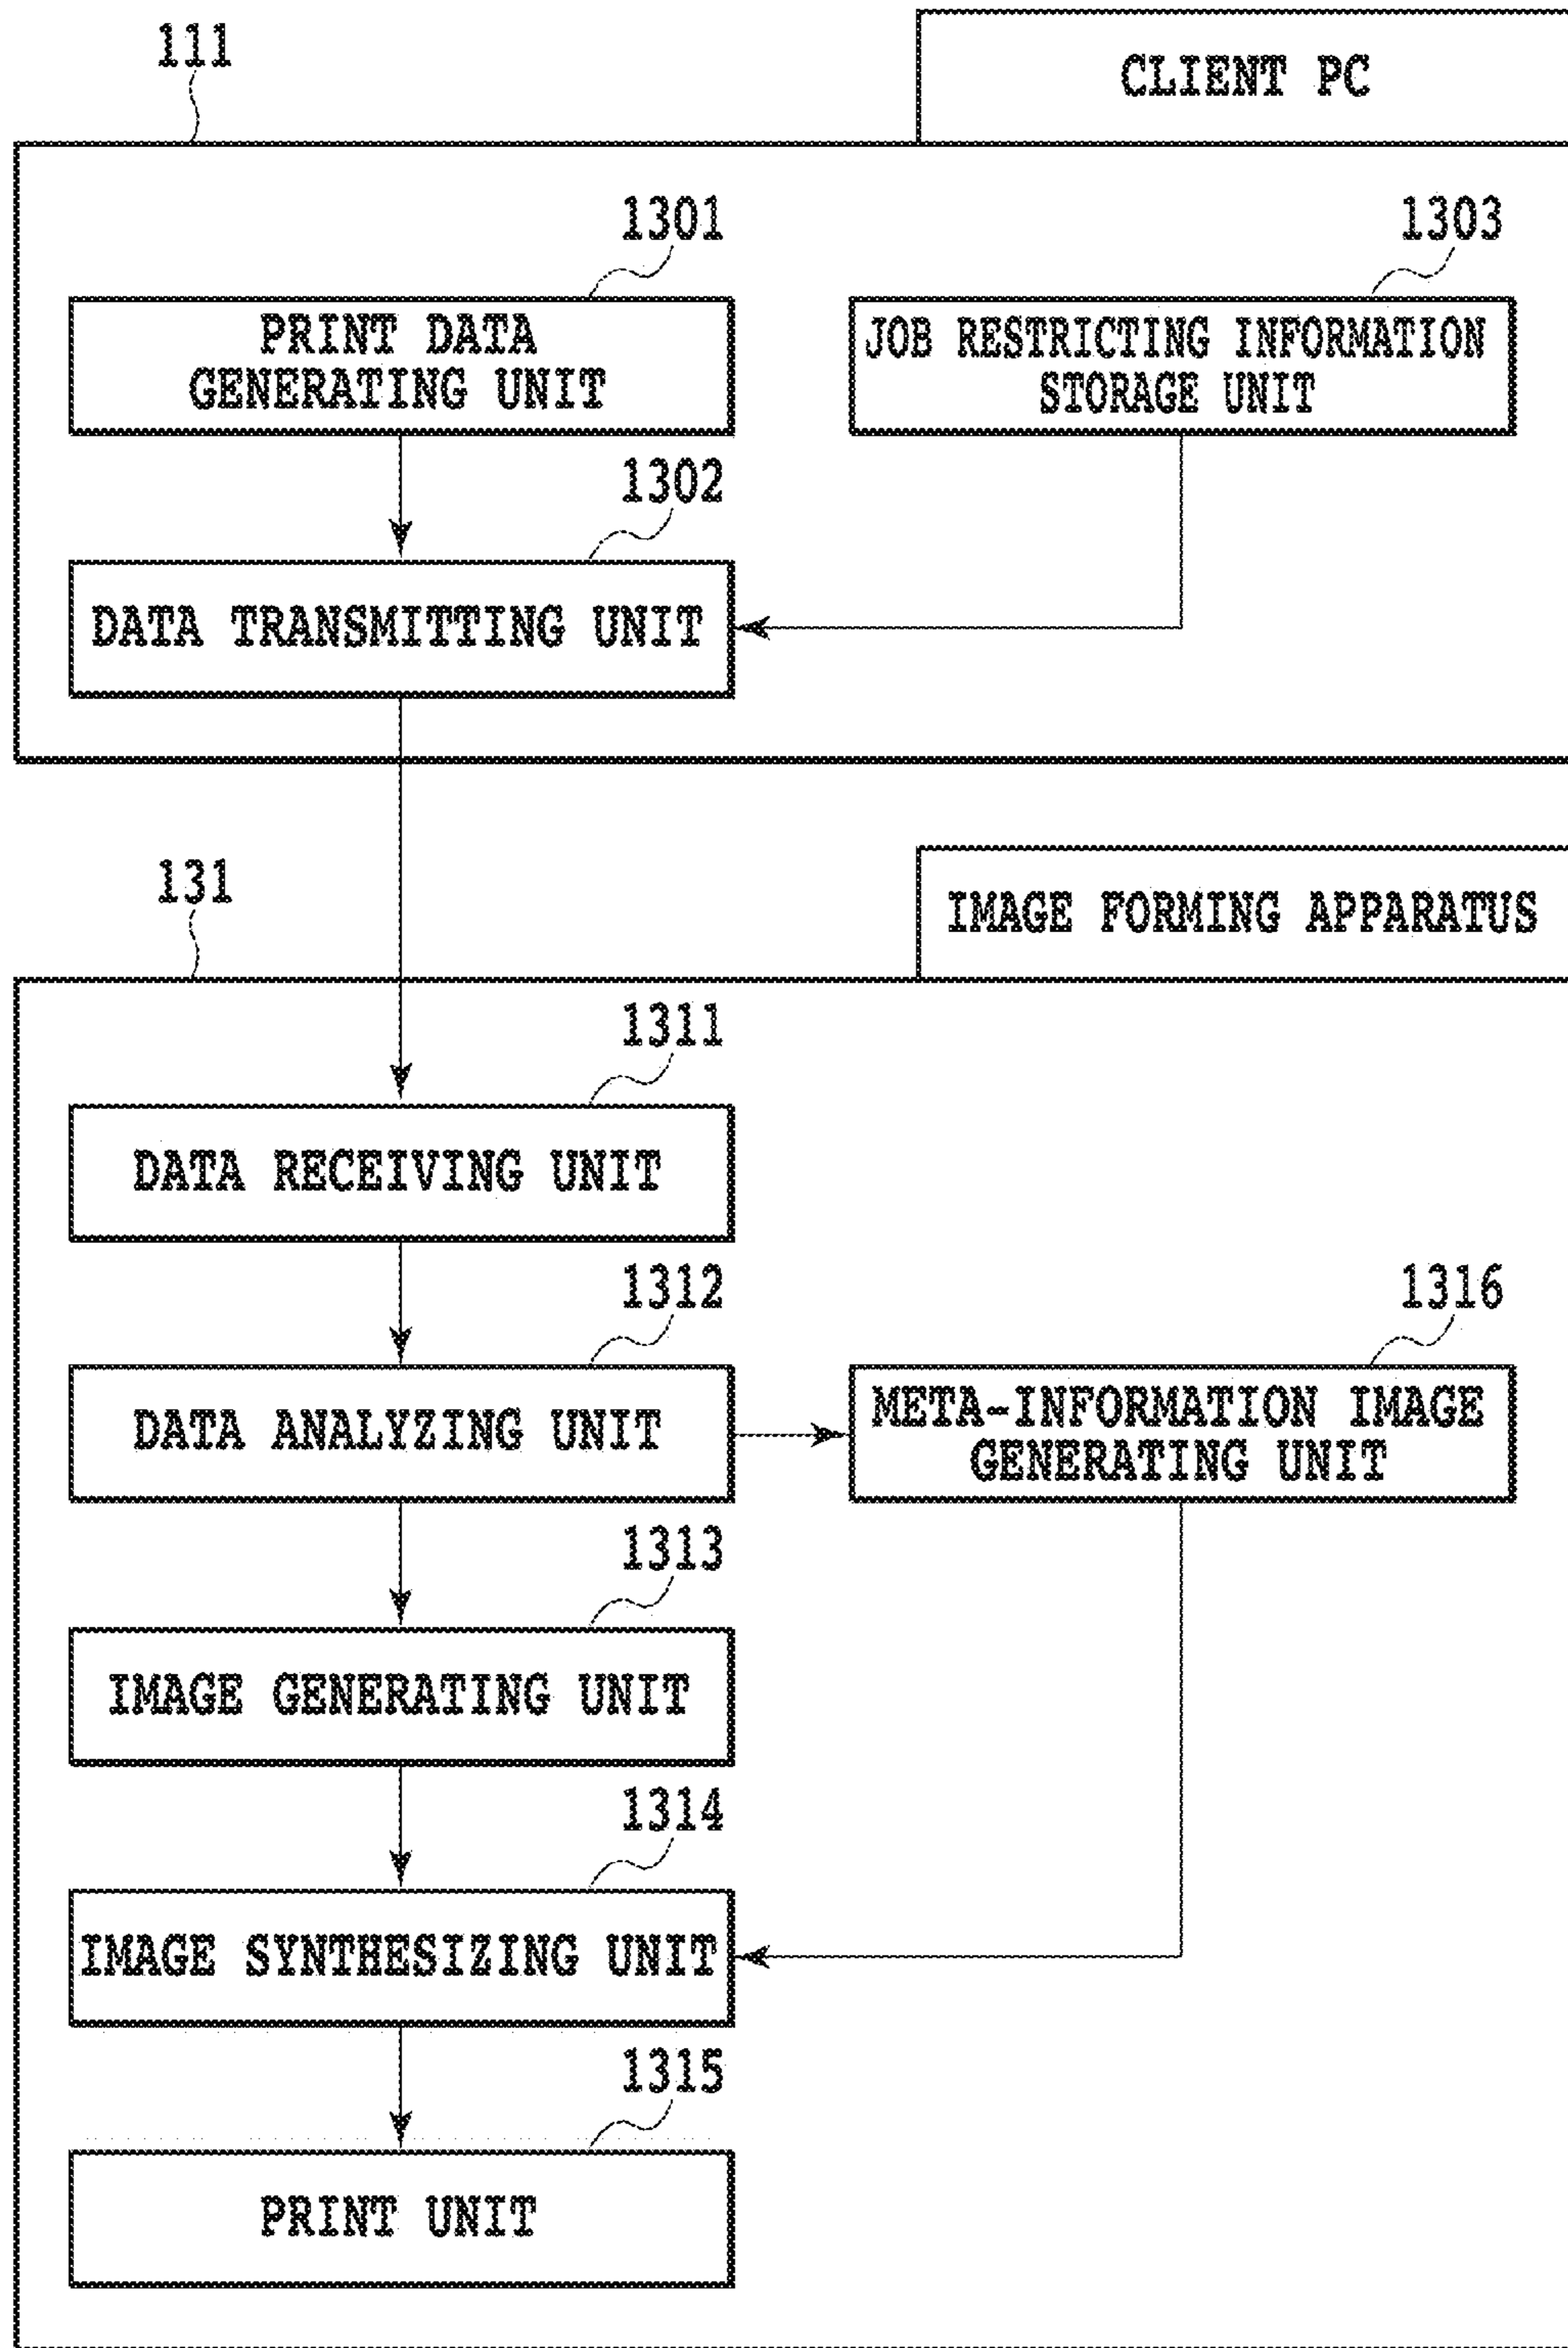 111
CLIENT PC
1301
1303
PRINT DATA
GENERATING UNIT
JOB RESTRICTING INFORMATION
STORAGE UNIT
1302
DATA TRANSMITTING UNIT
131
IMAGE FORMING APPARATUS
1311
DATA RECEIVING UNIT
1312
1316
DATA ANALYZING UNIT
META-INFORMATION IMAGE
GENERATING UNIT
1313
IMAGE GENERATING UNIT
1314
IMAGE SYNTHESIZING UNIT
1315
PRINT UNIT